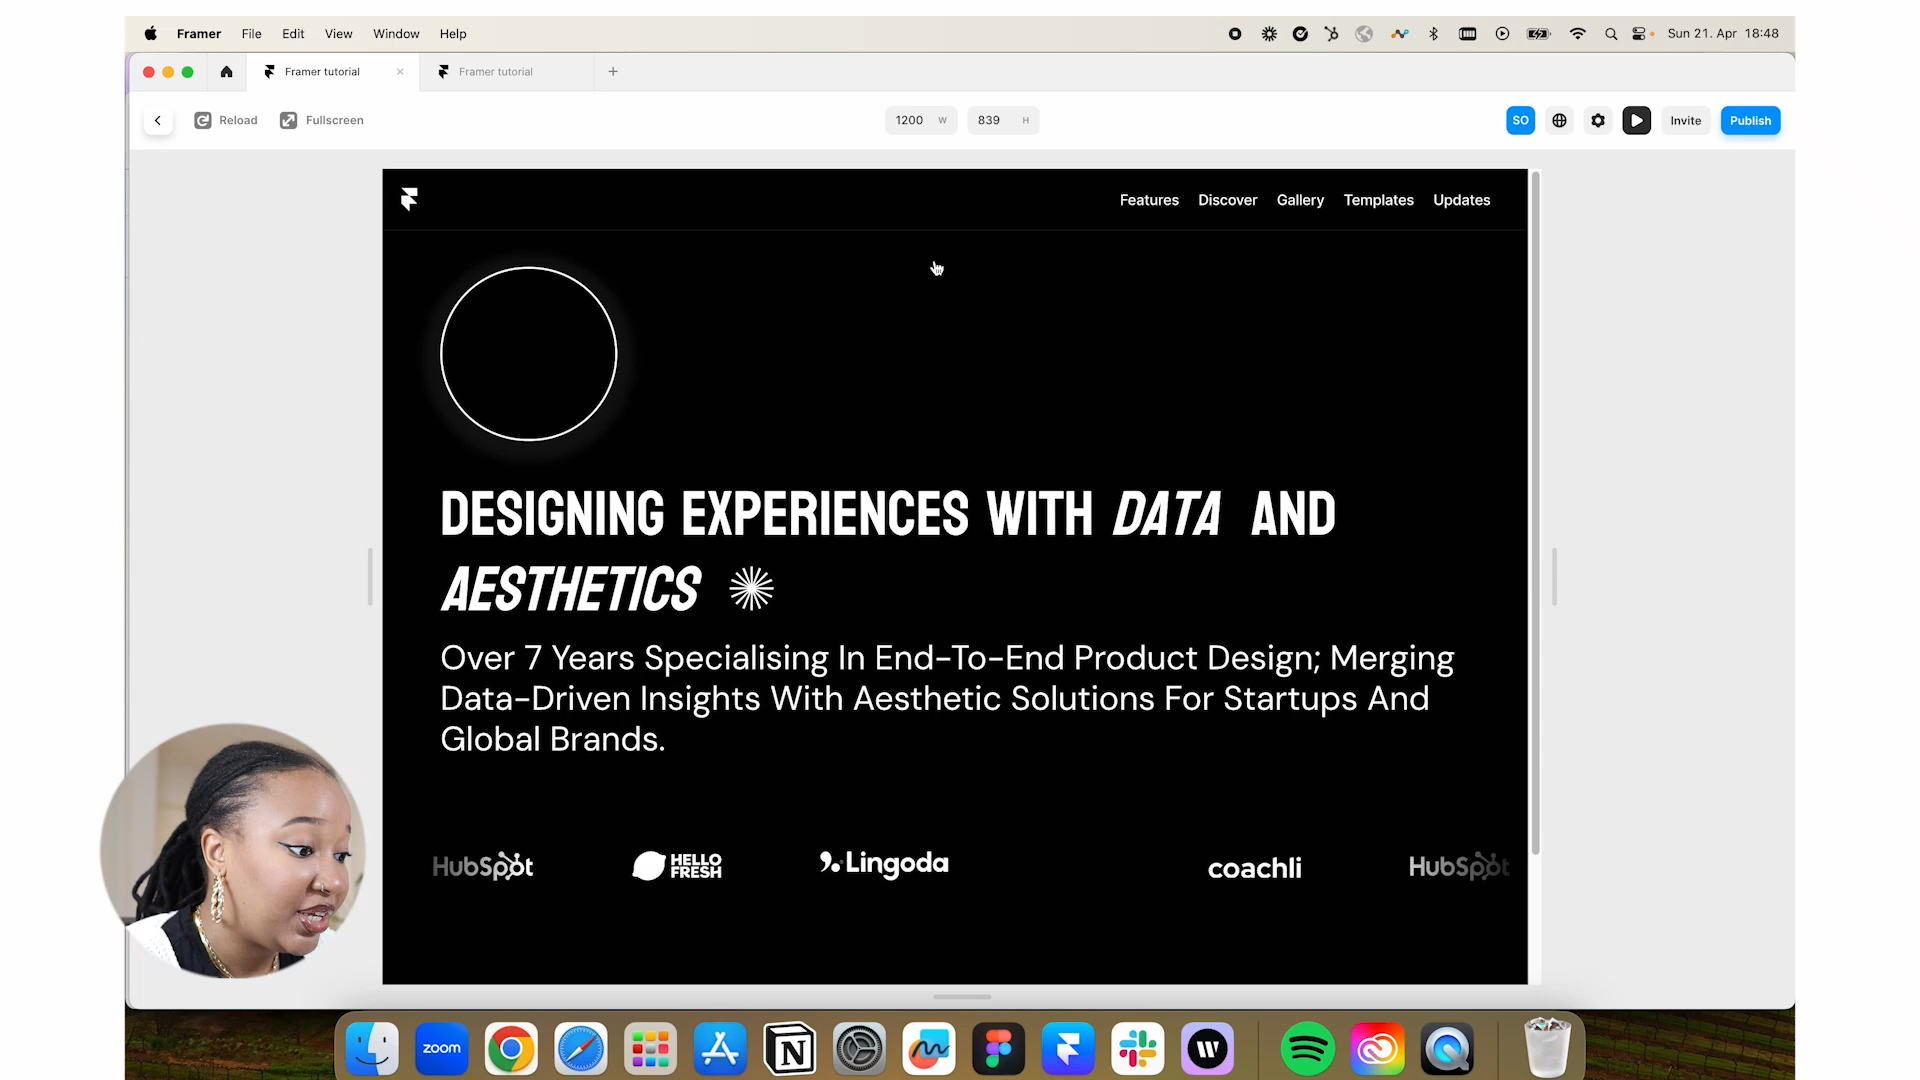 Framer File Edit View Window Help Sun 21. Apr 18:48
Framer tutorial Framer tutorial
Reload Fullscreen 1200 W 839 H SO Invite Publish
Features Discover Gallery Templates Updates
DESIGNING EXPERIENCES WITH DATA AND
AESTHETICS
Over 7 Years Specialising In End-To-End Product Design; Merging
Data-Driven Insights With Aesthetic Solutions For Startups And
Global Brands.
HubSpot HELLO FRESH Lingoda coachli HubSpot
zoom N W